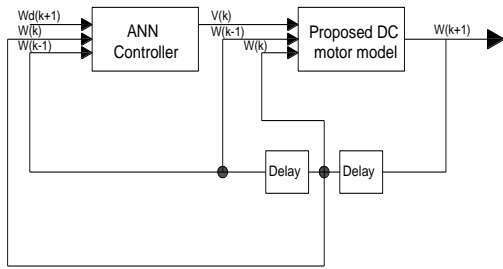 Wd(k+1)
W(k)
W(k-1)
ANN
Controller
V(k)
W(k-1)
W(k)
Proposed DC
motor model
W(k+1)
Delay
Delay